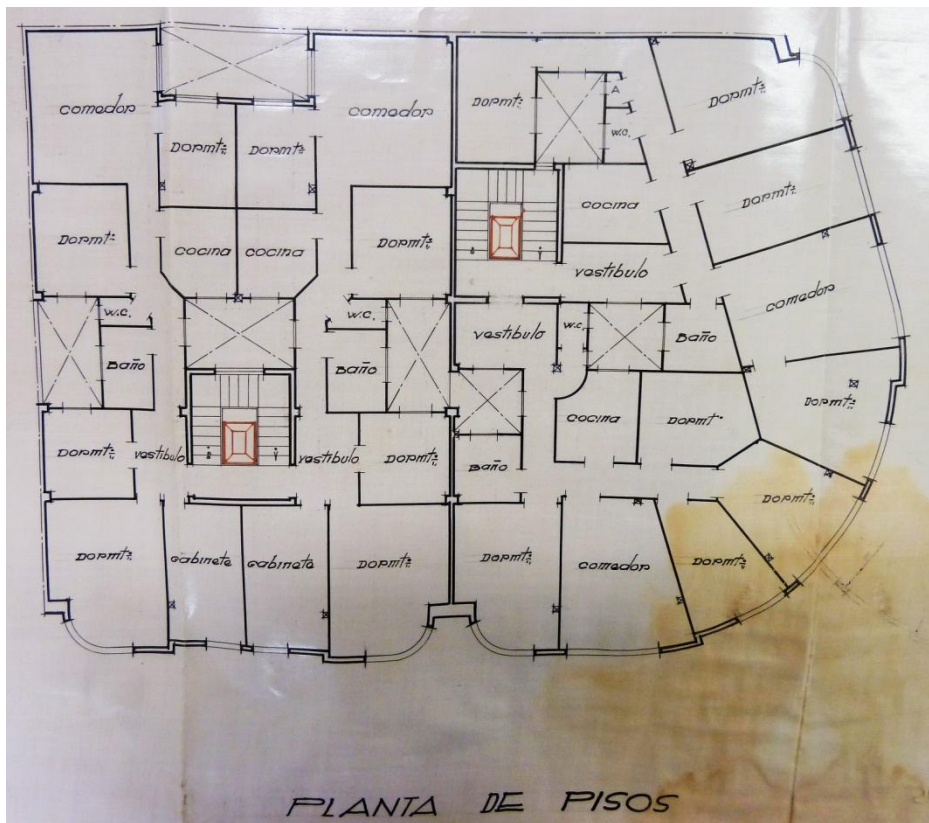 comedor
Dormt:
Dormt:
comedor
Dormt:
A
W.C.
Dormt:
Dormt:
Dormt:
cocina
cocina
Dormt:
cocina
vestibulo
comedor
W.C.
W.C.
Baño
Baño
vestibulo
W.C.
Baño
Dormt:
cocina
Dormt.
Dormt:
vestibulo
vestibulo
Dormt:
Baño
Dormt:
Dormt:
Gabinete
Gabinete
Dormt:
Dormt:
comedor
Dormt:
PLANTA DE PISOS